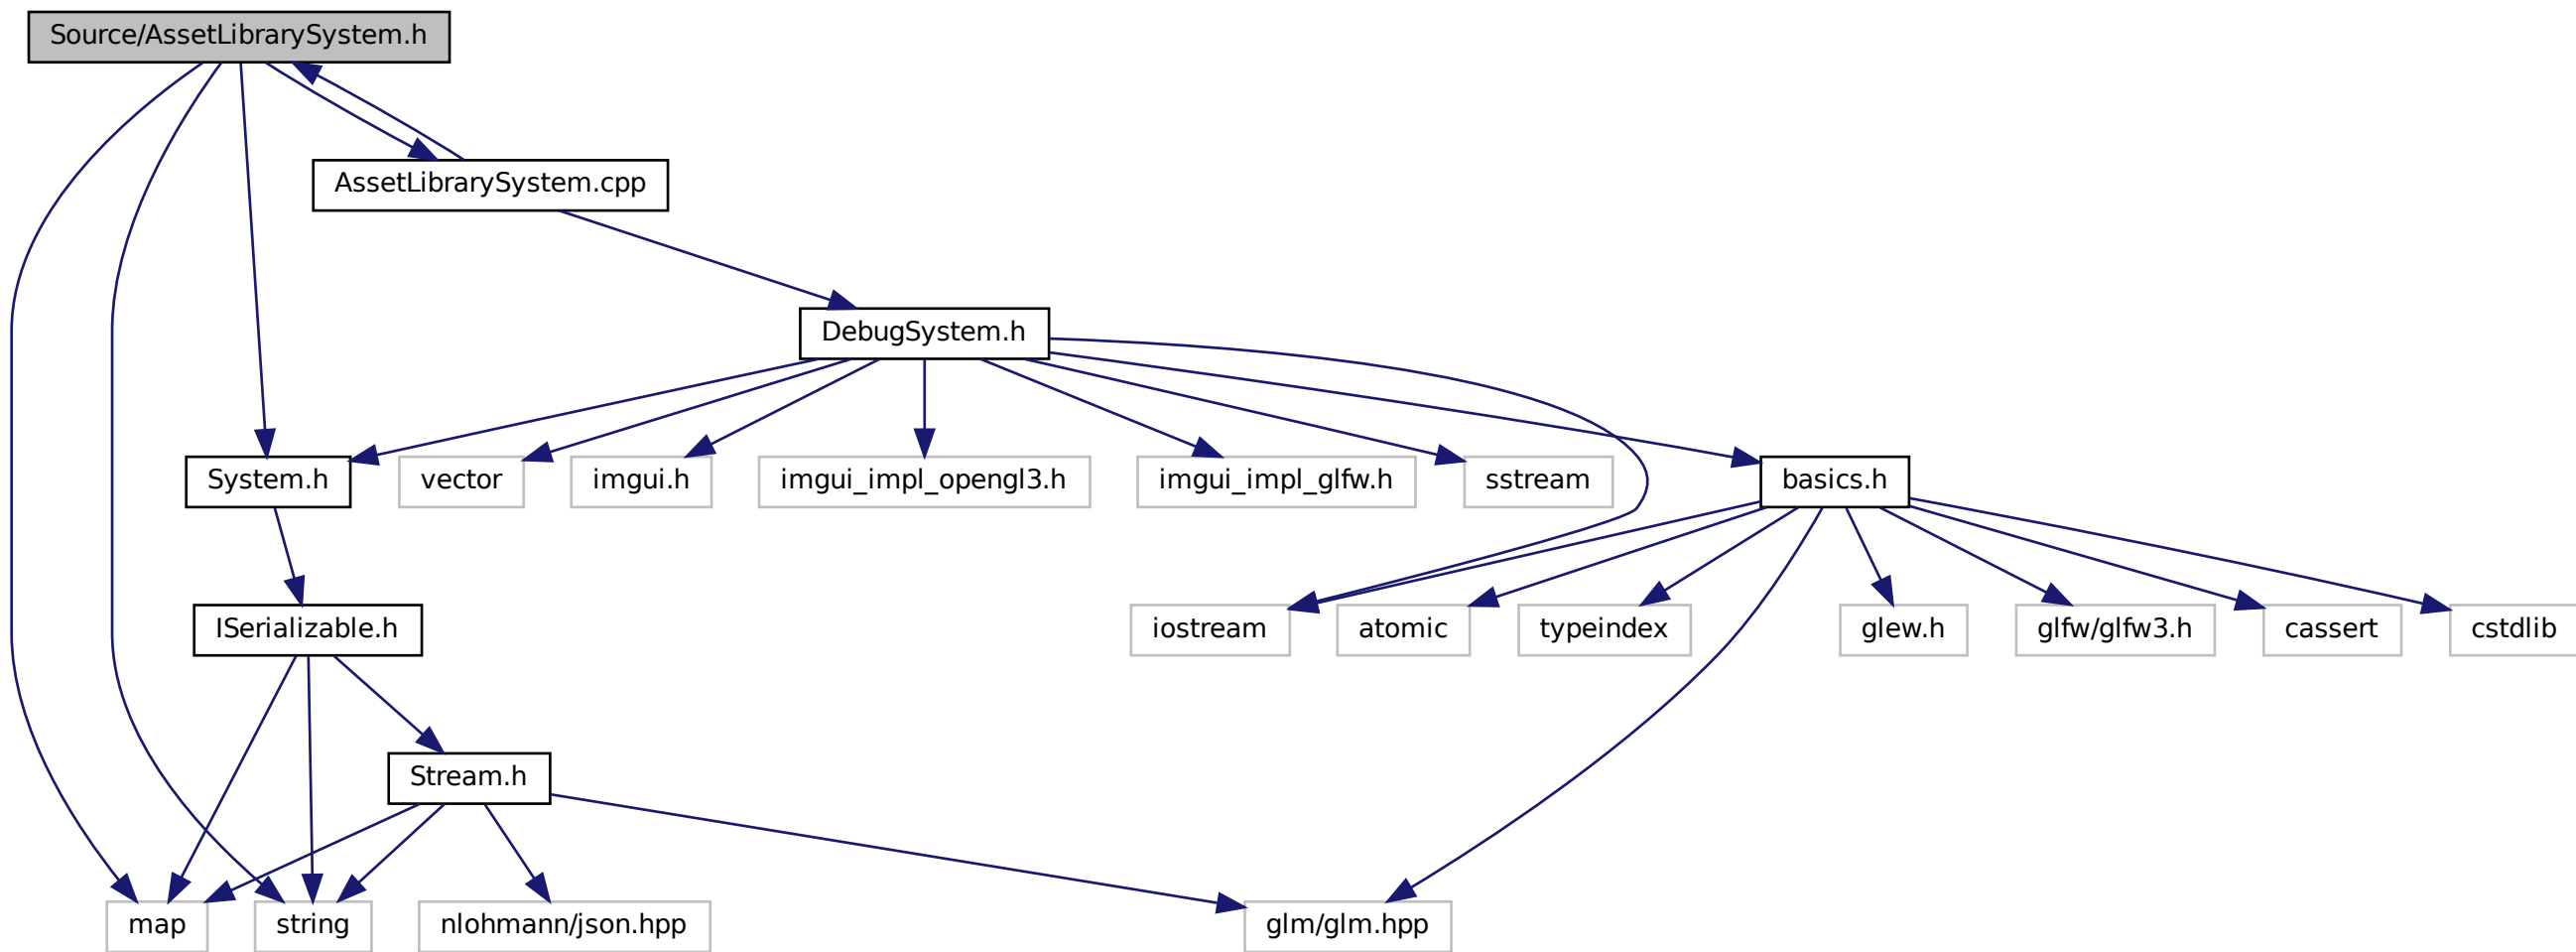 Source/AssetLibrarySystem.h
AssetLibrarySystem.cpp
DebugSystem.h
System.h
vector
imgui.h
imgui_impl_opengl3.h
imgui_impl_glfw.h
sstream
basics.h
ISerializable.h
iostream
atomic
typeindex
glew.h
glfw/glfw3.h
cassert
cstdlib
Stream.h
map
string
nlohmann/json.hpp
glm/glm.hpp